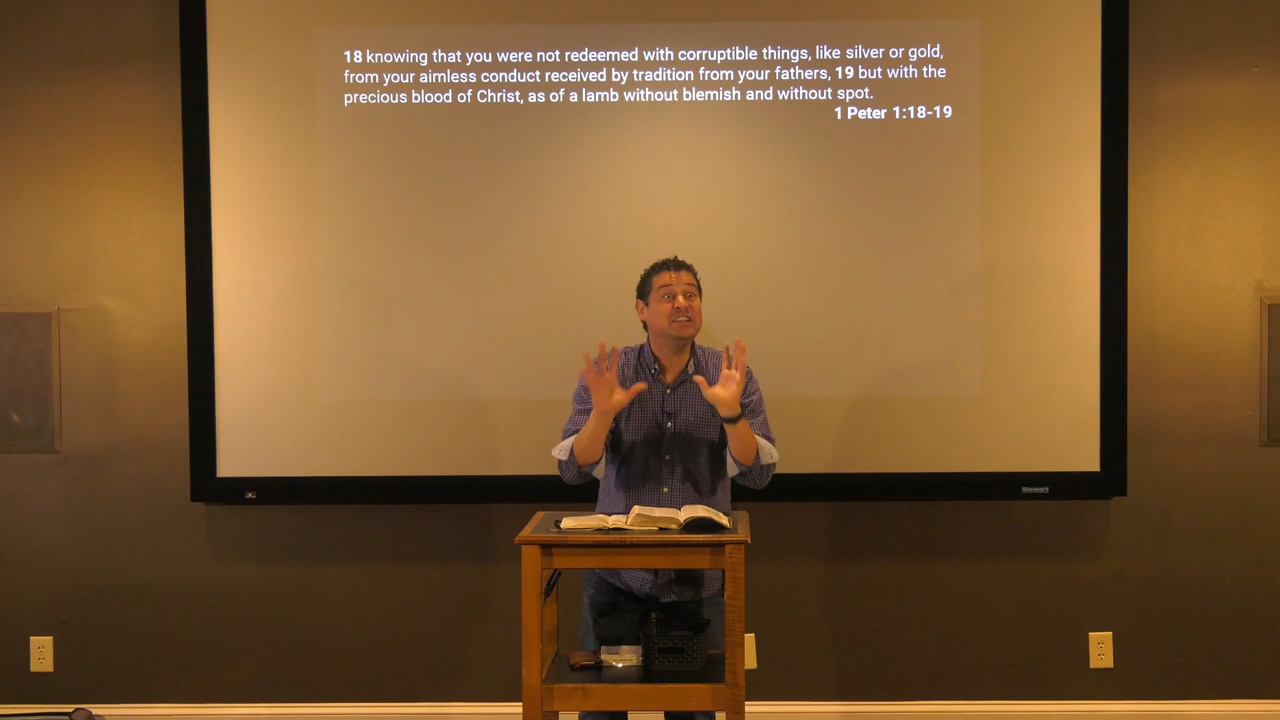 18 knowing that you were not redeemed with corruptible things, like silver or gold,
from your aimless conduct received by tradition from your fathers, 19 but with the
precious blood of Christ, as of a lamb without blemish and without spot.
1 Peter 1:18-19